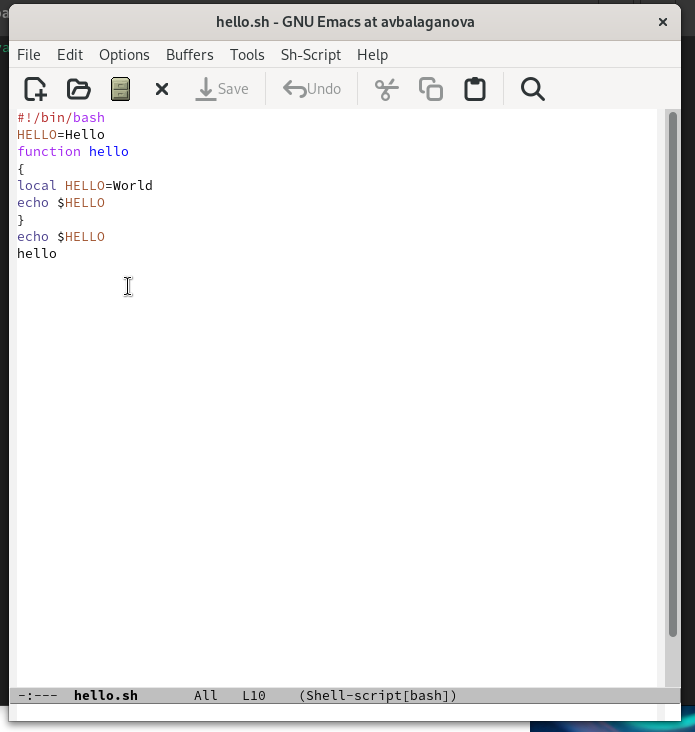 hello.sh - GNU Emacs at avbalaganova
File Edit Options Buffers Tools Sh-Script Help
Save Undo
#!/bin/bash
HELLO=Hello
function hello
{
local HELLO=World
echo $HELLO
}
echo $HELLO
hello
-:--- hello.sh All L10 (Shell-script[bash])